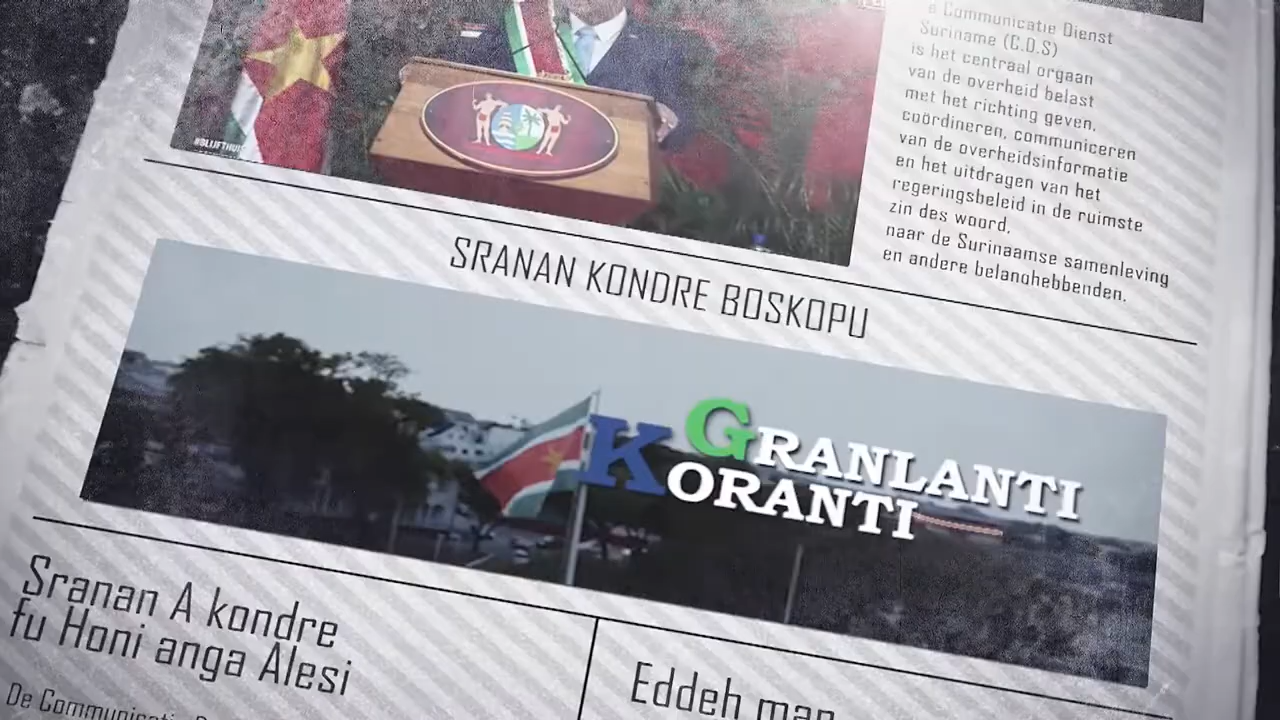 e Communicatie Dienst
Suriname (C.D.S)
is het centraal orgaan
van de overheid belast
met het richting geven,
coördineren, communiceren
van de overheidsinformatie
en het uitdragen van het
regeringsbeleid in de ruimste
zin des woord,
naar de Surinaamse samenleving
en andere belanghebbenden.
SRANAN KONDRE BOSKOPU
GRANLANTI
KORANTI
Sranan A kondre
fu Honi anga Alesi
De
Eddeh man